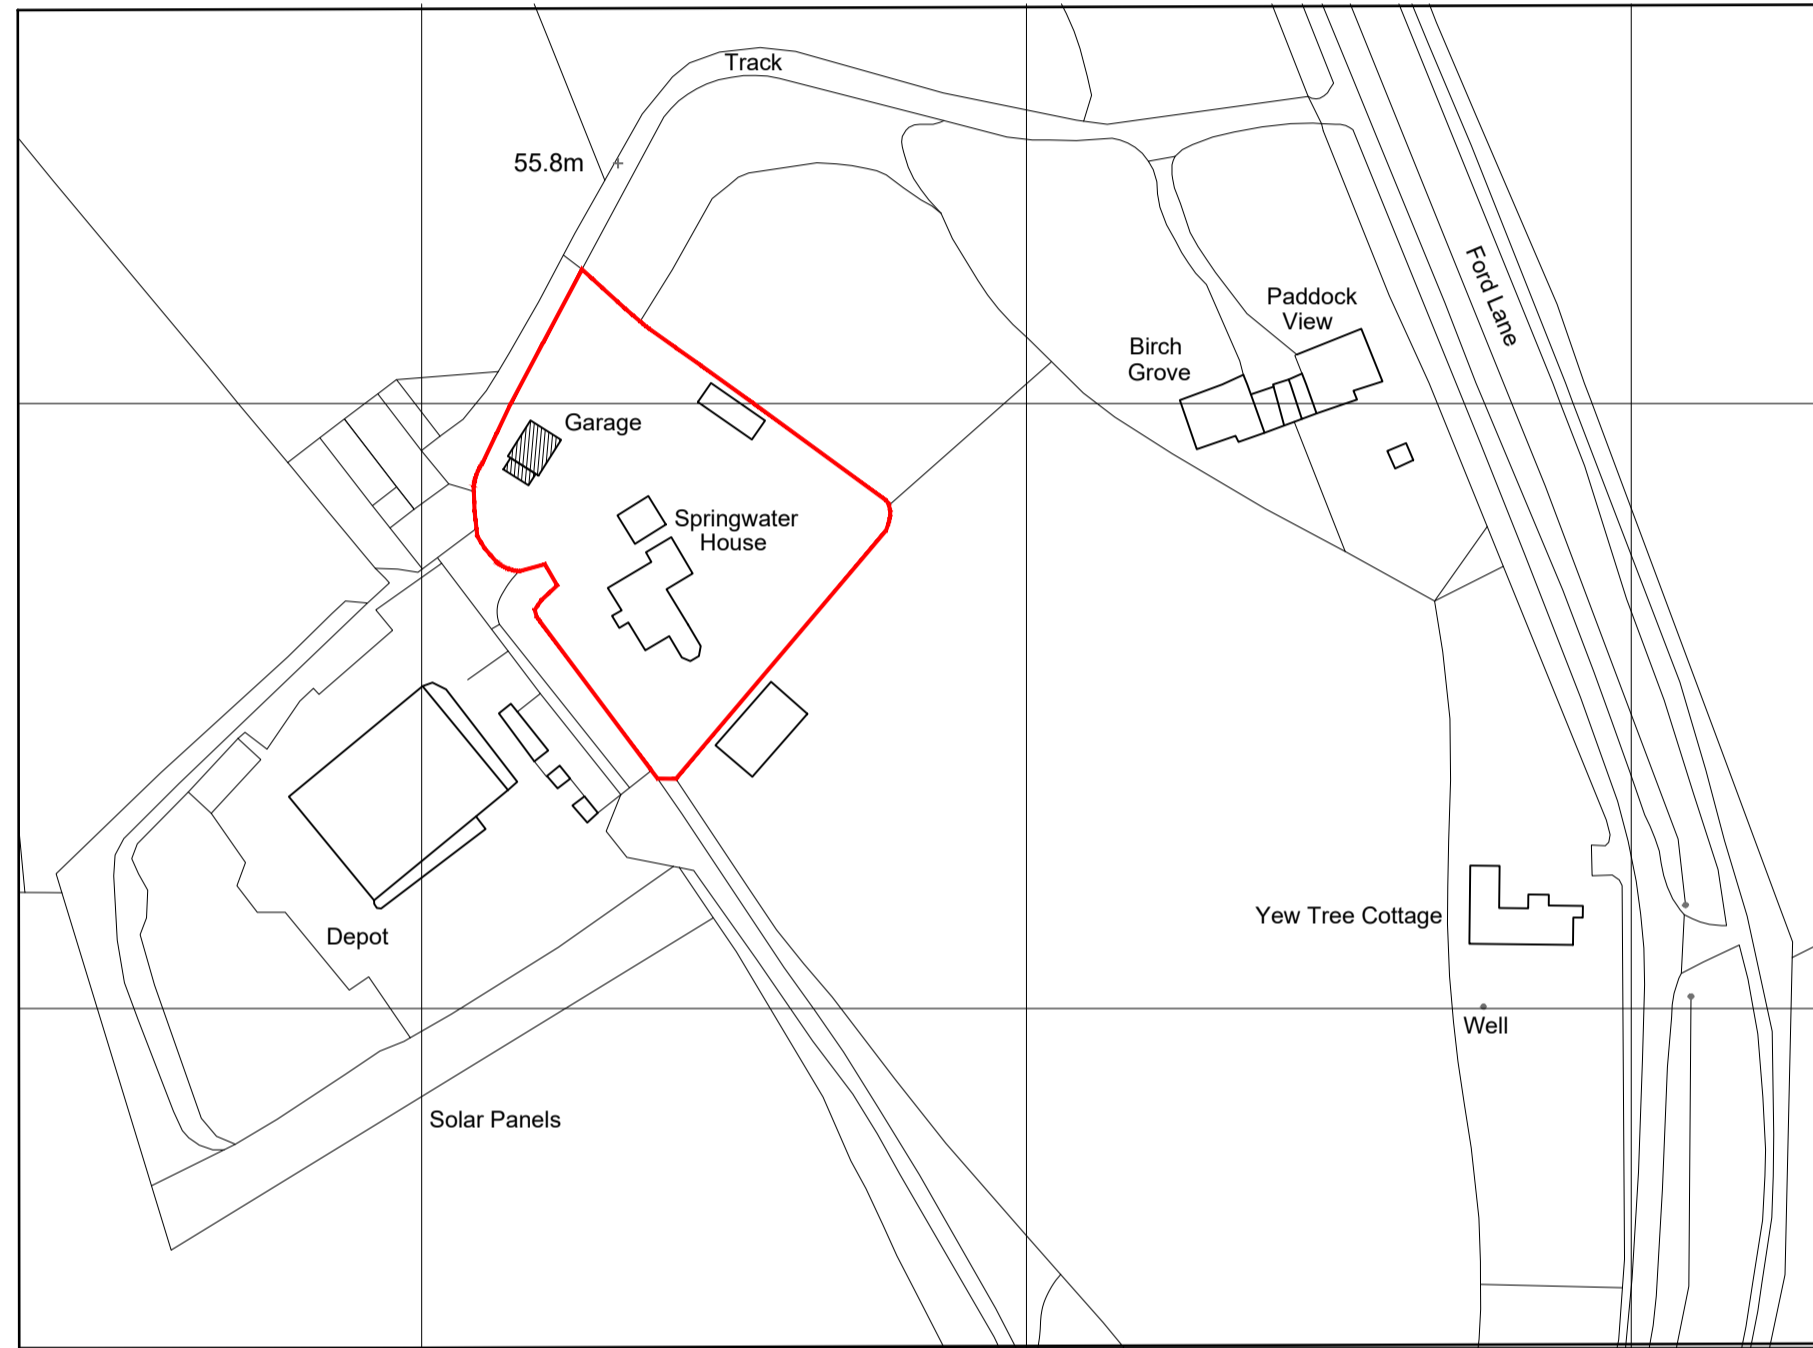 Track
55.8m
Ford Lane
Paddock
View
Birch
Grove
Garage
Springwater
House
Yew Tree Cottage
Depot
Well
Solar Panels